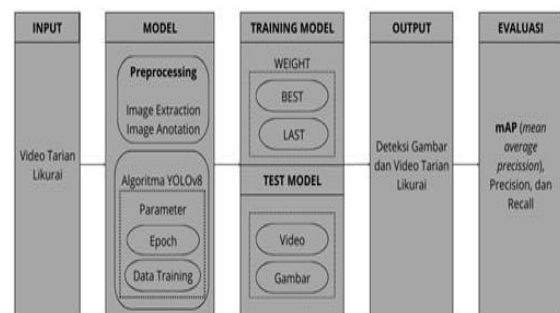 INPUT
Video Tarian
Likurai
MODEL
Preprocessing
Image Extraction
Image Anotation
Algoritma YOLOv8
Parameter
Epoch
Data Training
TRAINING MODEL
WEIGHT
BEST
LAST
TEST MODEL
Video
Gambar
OUTPUT
Deteksi Gambar
dan Video Tarian
Likurai
EVALUASI
mAP (mean
average
precission),
Precision, dan
Recall